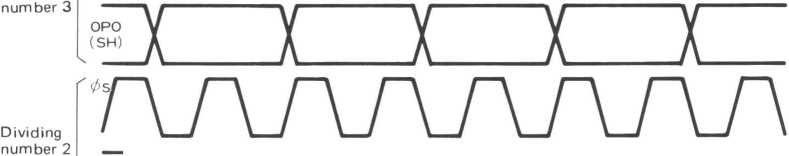 number 3
OPO
(SH)
φS
Dividing
number 2